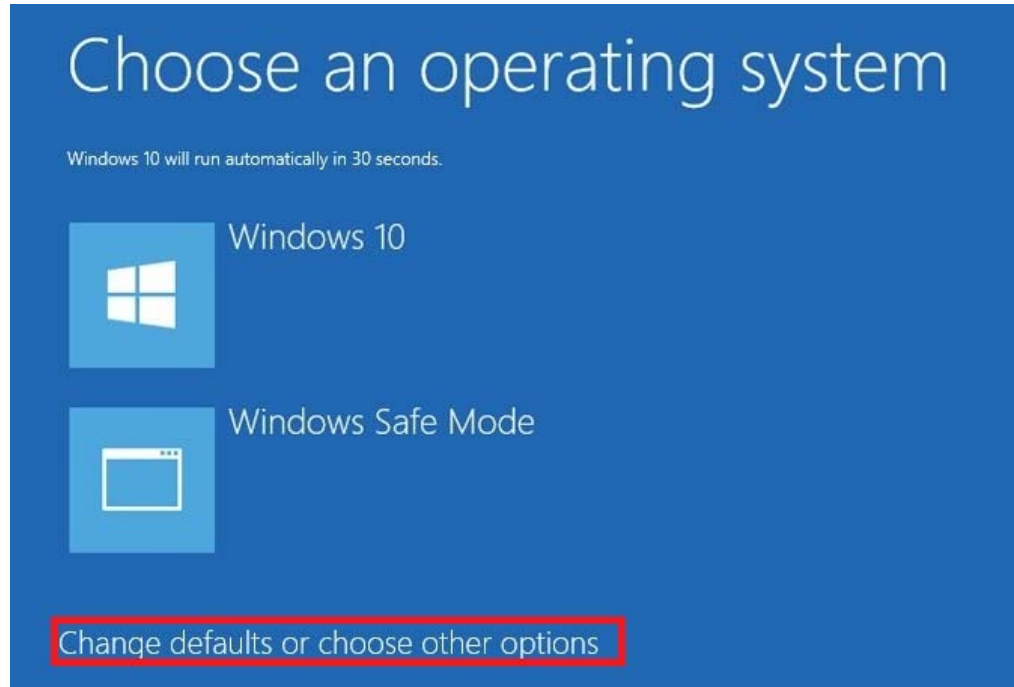 Choose an operating system
Windows 10 will run automatically in 30 seconds.
Windows 10
Windows Safe Mode
Change defaults or choose other options